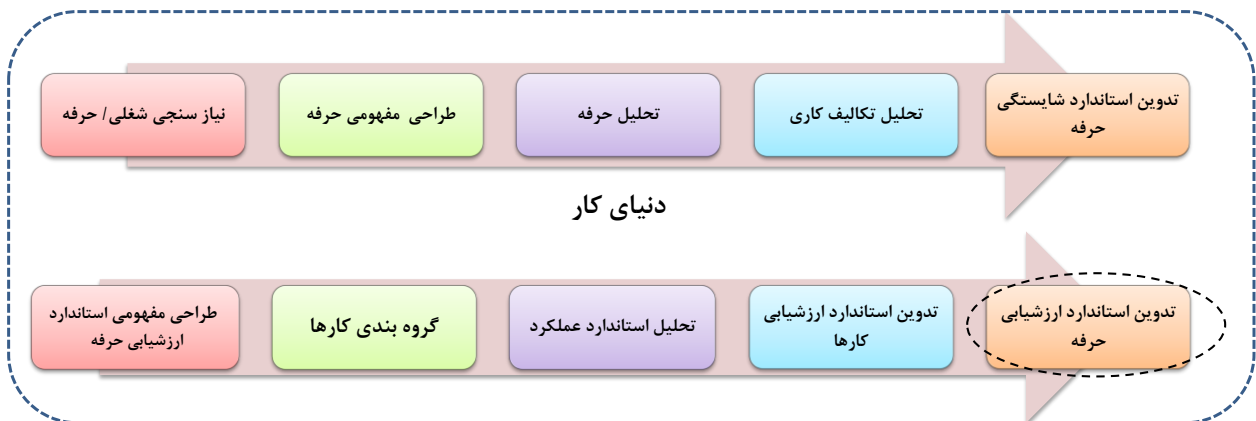 نیاز سنجی شغلی/ حرفه
طراحی مفهومی حرفه
تحلیل حرفه
تحلیل تکالیف کاری
تدوین استاندارد شایستگی
حرفه
دنیای کار
طراحی مفهومی استاندارد
ارزشیابی حرفه
گروه بندی کارها
تحلیل استاندارد عملکرد
تدوین استاندارد ارزشیابی
کارها
تدوین استاندارد ارزشیابی
حرفه